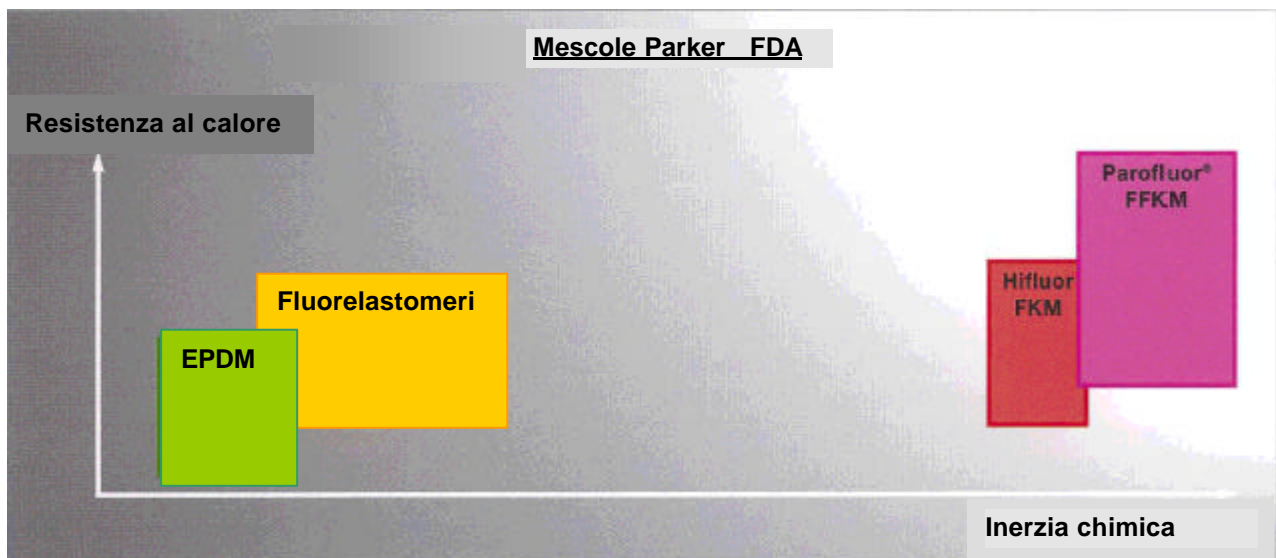 Mescole Parker FDA
Resistenza al calore
Parofluor®
FFKM
Fluorelastomeri
Hifluor
FKM
EPDM
Inerzia chimica